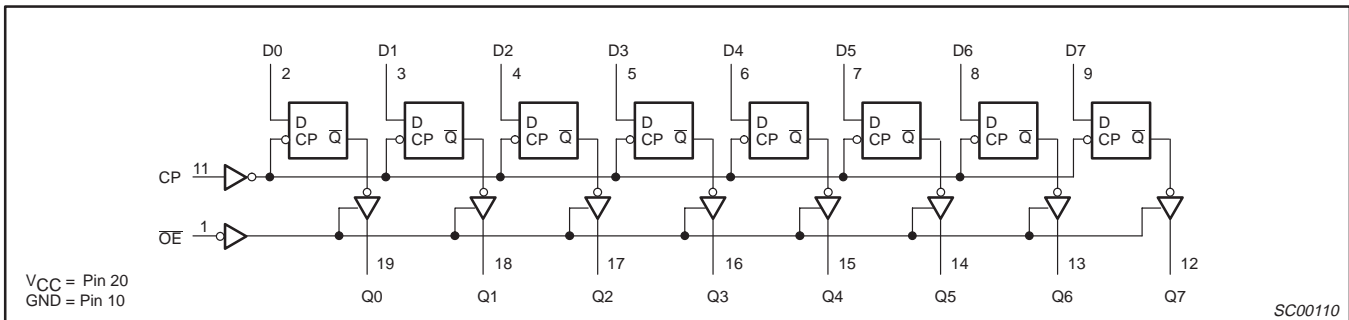 D0 D1 D2 D3 D4 D5 D6 D7
2 3 4 5 6 7 8 9
D D D D D D D D
CP Q̅ CP Q̅ CP Q̅ CP Q̅ CP Q̅ CP Q̅ CP Q̅ CP Q̅
CP 11
O̅E̅ 1
19 18 17 16 15 14 13 12
VCC = Pin 20
GND = Pin 10
Q0 Q1 Q2 Q3 Q4 Q5 Q6 Q7
SC00110